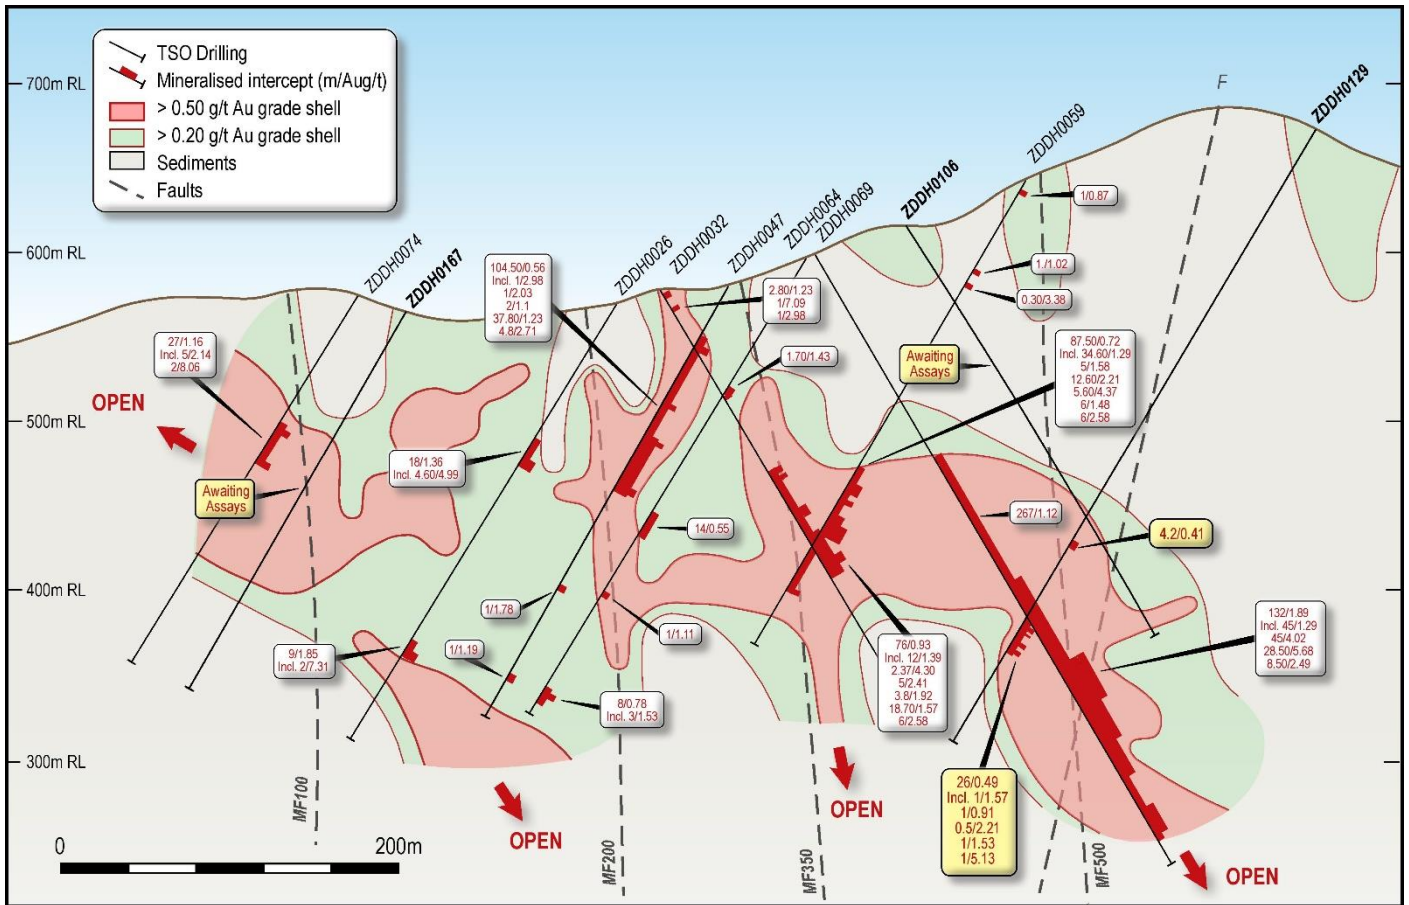 TSO Drilling
Mineralised intercept (m/Aug/t)
> 0.50 g/t Au grade shell
> 0.20 g/t Au grade shell
Sediments
Faults
700m RL
600m RL
500m RL
400m RL
300m RL
ZDDH0074
ZDDH0167
ZDDH0026
ZDDH0032
ZDDH0047
ZDDH0064
ZDDH0069
ZDDH0106
ZDDH0059
F
ZDDH0129
1/0.87
1./1.02
0.30/3.38
104.50/0.56
Incl. 1/2.98
1/2.03
2/1.1
37.80/1.23
4.8/2.71
2.80/1.23
1/7.09
1/2.98
27/1.16
Incl. 5/2.14
2/8.06
1.70/1.43
Awaiting
Assays
87.50/0.72
Incl. 34.60/1.29
5/1.58
12.60/2.21
5.60/4.37
6/1.48
6/2.58
OPEN
18/1.36
Incl. 4.60/4.99
Awaiting
Assays
14/0.55
267/1.12
4.2/0.41
1/1.78
1/1.11
1/1.19
9/1.85
Incl. 2/7.31
8/0.78
Incl. 3/1.53
76/0.93
Incl. 12/1.39
2.37/4.30
5/2.41
3.8/1.92
18.70/1.57
6/2.58
132/1.89
Incl. 45/1.29
45/4.02
28.50/5.68
8.50/2.49
26/0.49
Incl. 1/1.57
1/0.91
0.5/2.21
1/1.53
1/5.13
OPEN
OPEN
OPEN
MF100
MF200
MF350
MF500
0
200m